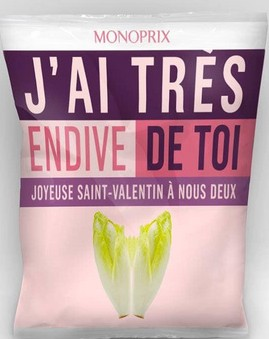 MONOPRIX
J'AI TRÈS
ENDIVE DE TOI
JOYEUSE SAINT-VALENTIN À NOUS DEUX